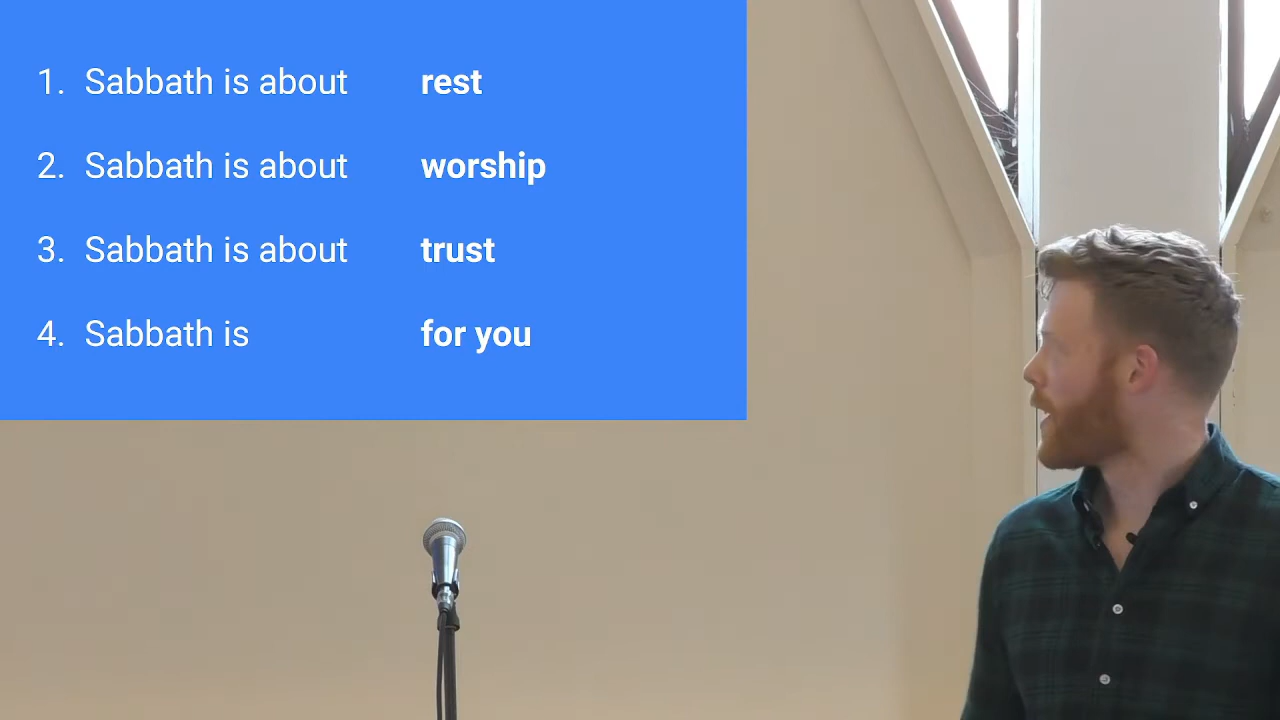 1. Sabbath is about rest
2. Sabbath is about worship
3. Sabbath is about trust
4. Sabbath is for you